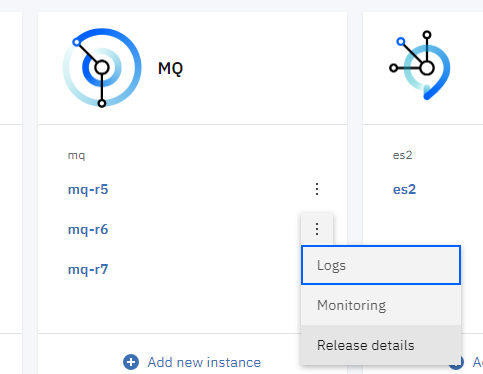 MQ
mq
mq-r5
mq-r6
mq-r7
Logs
Monitoring
Release details
Add new instance
es2
es2